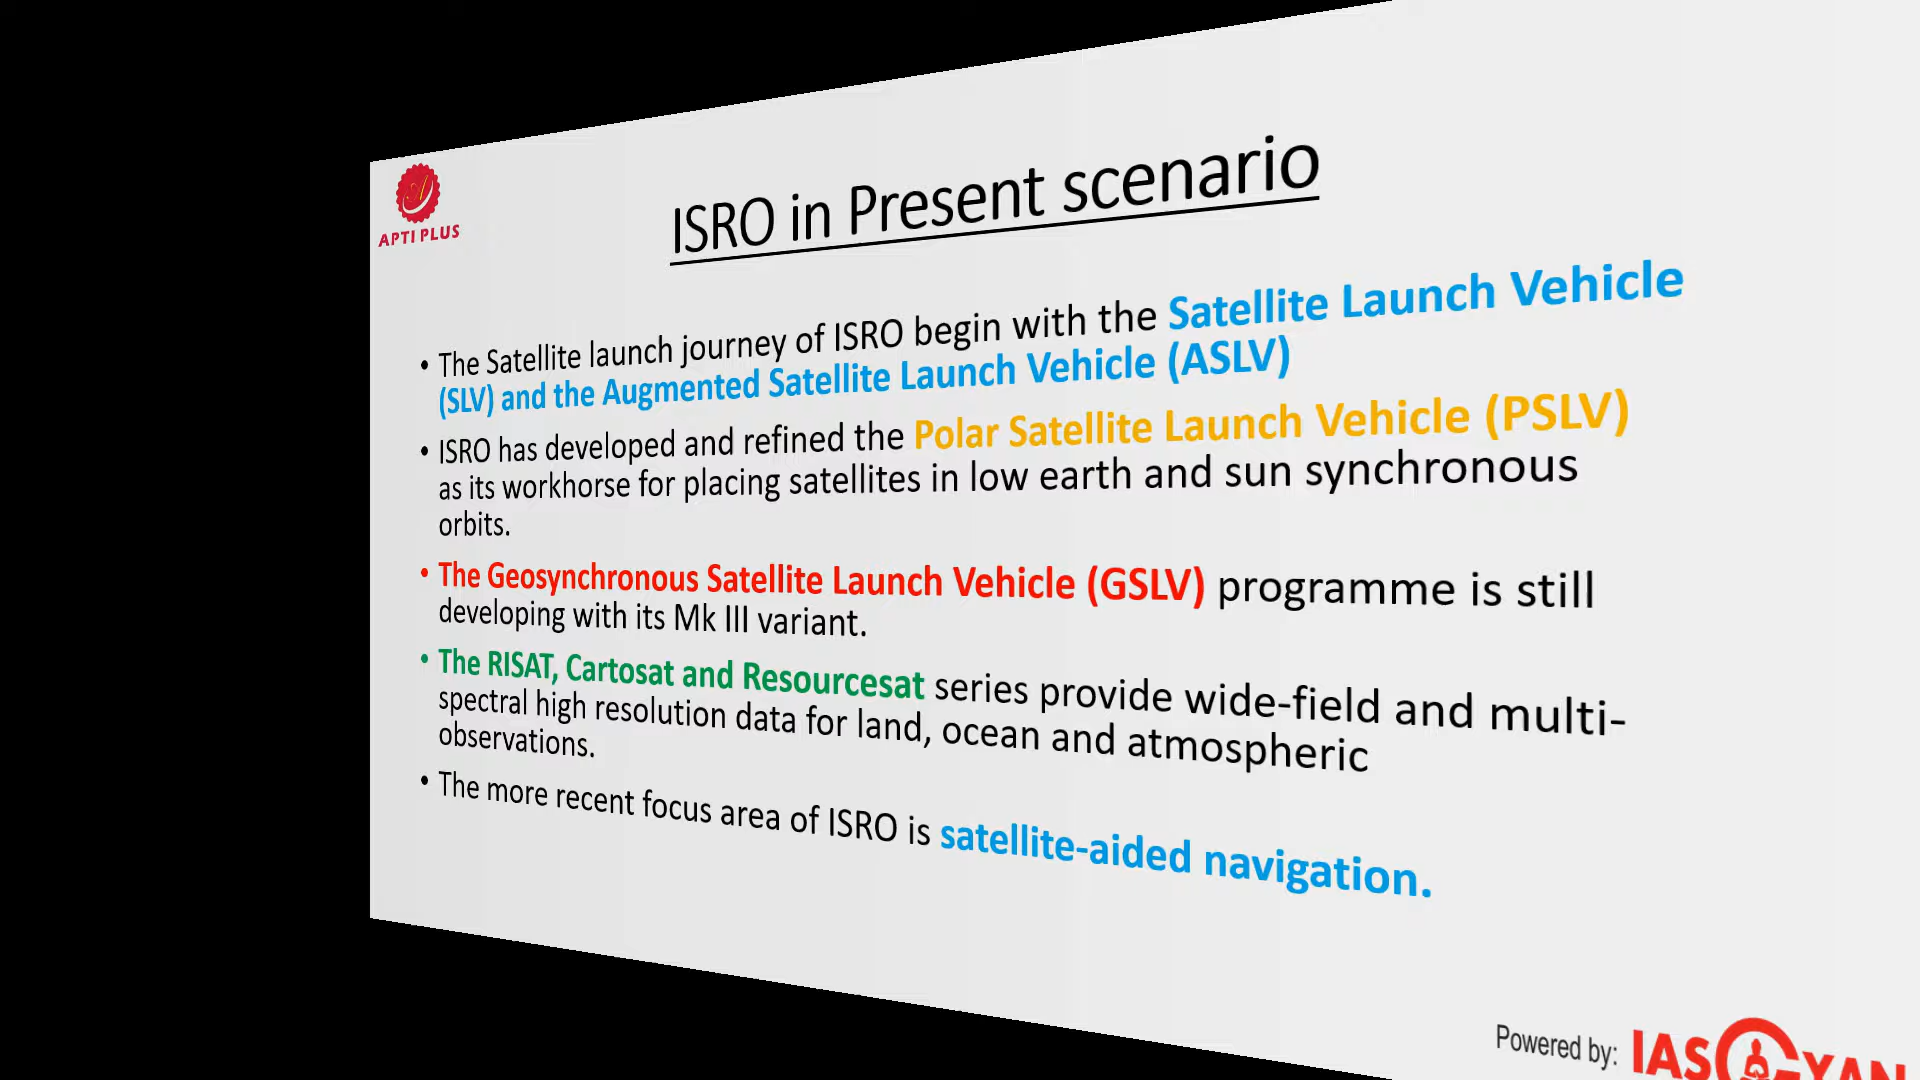 APTI PLUS
ISRO in Present scenario
• The Satellite launch journey of ISRO begin with the Satellite Launch Vehicle
(SLV) and the Augmented Satellite Launch Vehicle (ASLV)
• ISRO has developed and refined the Polar Satellite Launch Vehicle (PSLV)
as its workhorse for placing satellites in low earth and sun synchronous
orbits.
• The Geosynchronous Satellite Launch Vehicle (GSLV) programme is still
developing with its Mk III variant.
• The RISAT, Cartosat and Resourcesat series provide wide-field and multi-
spectral high resolution data for land, ocean and atmospheric
observations.
• The more recent focus area of ISRO is satellite-aided navigation.
Powered by: IAS GYAN